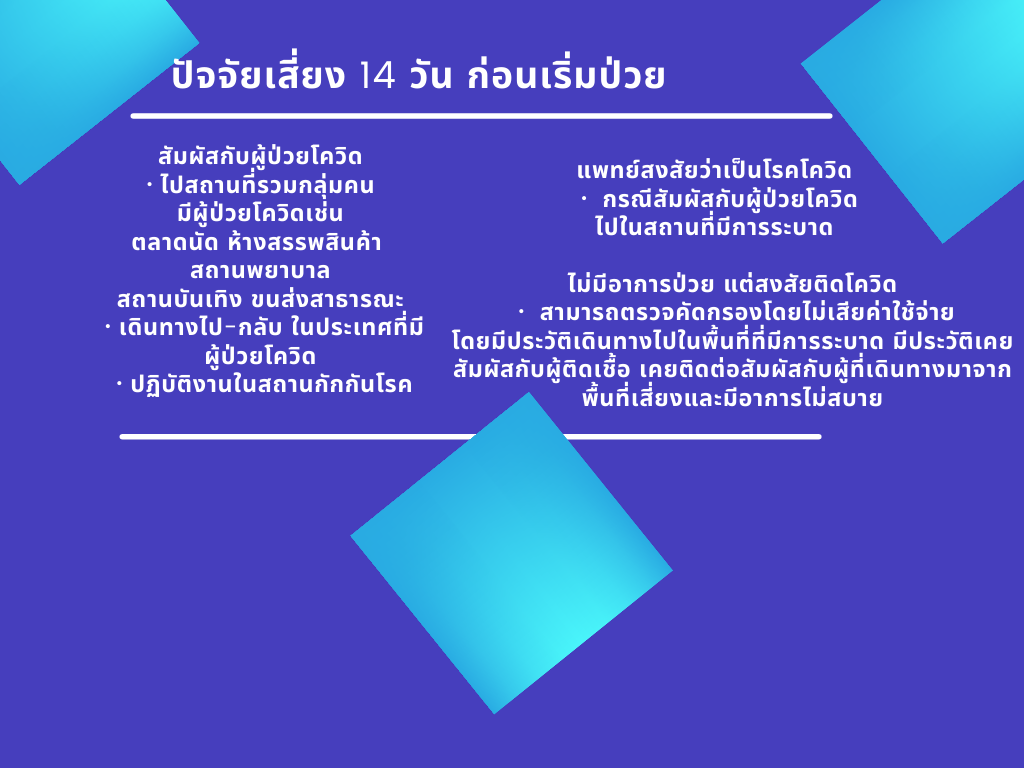 ปัจจัยเสี่ยง 14 วัน ก่อนเริ่มป่วย
สัมผัสกับผู้ป่วยโควิด
· ไปสถานที่รวมกลุ่มคน
มีผู้ป่วยโควิดเช่น
ตลาดนัด ห้างสรรพสินค้า
สถานพยาบาล
สถานบันเทิง ขนส่งสาธารณะ
· เดินทางไป-กลับ ในประเทศที่มี
ผู้ป่วยโควิด
· ปฏิบัติงานในสถานกักกันโรค
แพทย์สงสัยว่าเป็นโรคโควิด
· กรณีสัมผัสกับผู้ป่วยโควิด
ไปในสถานที่มีการระบาด
ไม่มีอาการป่วย แต่สงสัยติดโควิด
· สามารถตรวจคัดกรองโดยไม่เสียค่าใช้จ่าย
โดยมีประวัติเดินทางไปในพื้นที่ที่มีการระบาด มีประวัติเคย
สัมผัสกับผู้ติดเชื้อ เคยติดต่อสัมผัสกับผู้ที่เดินทางมาจาก
พื้นที่เสี่ยงและมีอาการไม่สบาย